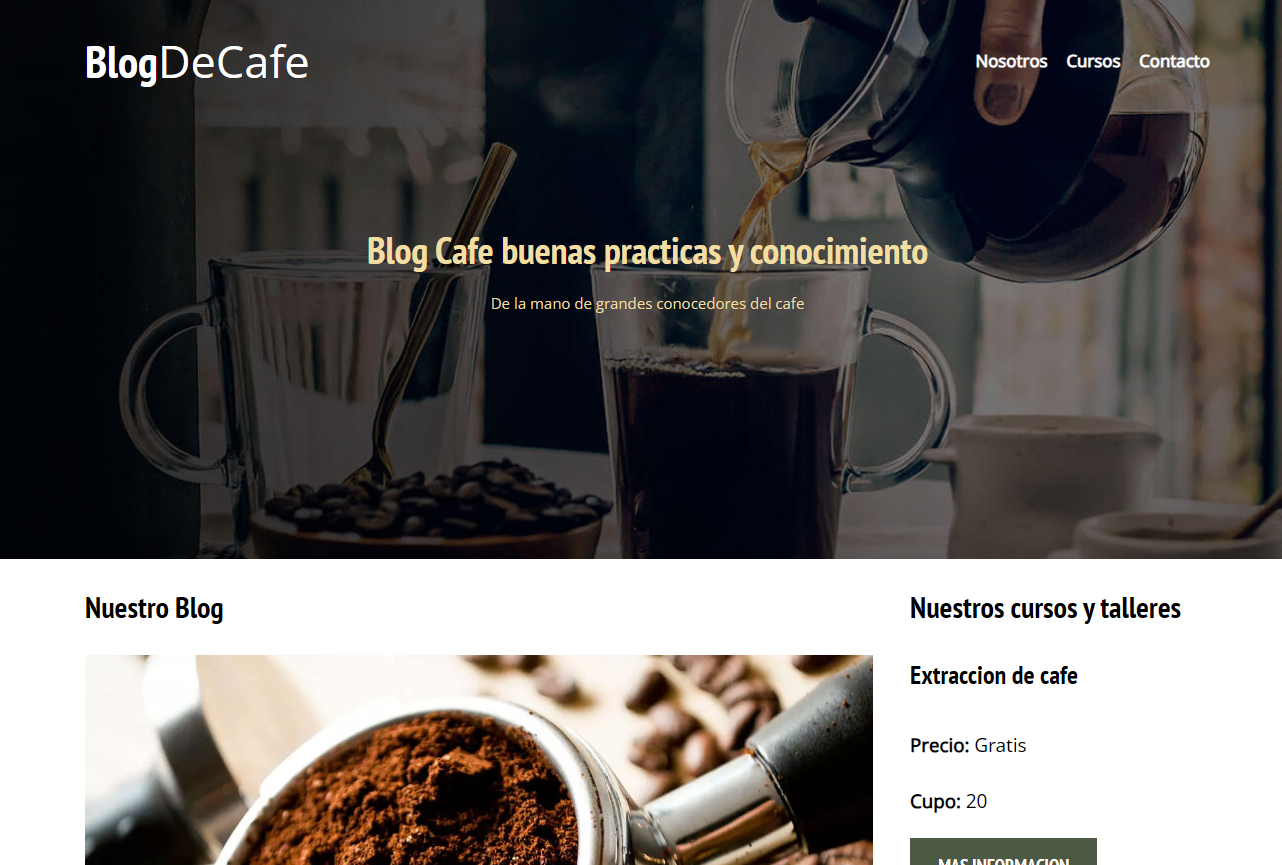 BlogDeCafe
Nosotros Cursos Contacto
Blog Cafe buenas practicas y conocimiento
De la mano de grandes conocedores del cafe
Nuestro Blog
Nuestros cursos y talleres
Extraccion de cafe
Precio: Gratis
Cupo: 20
MAS INFORMACION